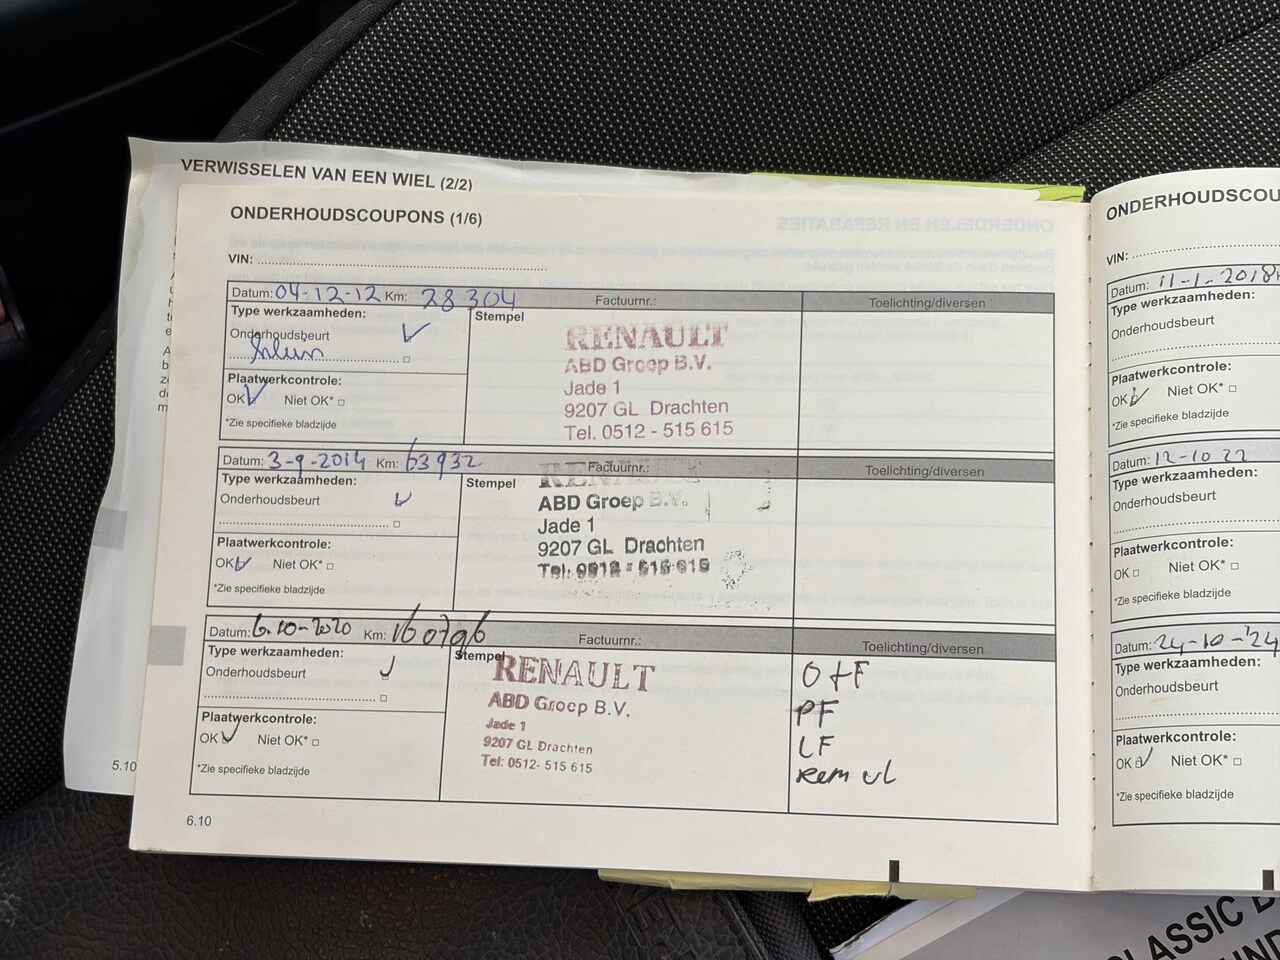 VERWISSELEN VAN EEN WIEL (2/2)
ONDERHOUDSCOUPONS (1/6)
VIN:
Datum: 04-12-12 Km: 28304 Factuurnr.: Toelichting/diversen
Type werkzaamheden: Stempel
Onderhoudsbeurt
Plaatwerkcontrole:
OK Niet OK*
*Zie specifieke bladzijde
RENAULT
ABD Groep B.V.
Jade 1
9207 GL Drachten
Tel. 0512 - 515 615
Datum: 3-9-2014 Km: 63932 Factuurnr.: Toelichting/diversen
Type werkzaamheden: Stempel
Onderhoudsbeurt
Plaatwerkcontrole:
OK Niet OK*
*Zie specifieke bladzijde
RENAULT
ABD Groep B.V.
Jade 1
9207 GL Drachten
Tel: 0512 - 515 615
Datum: 6-10-2020 Km: 160796 Factuurnr.: Toelichting/diversen
Type werkzaamheden: Stempel
Onderhoudsbeurt
Plaatwerkcontrole:
OK Niet OK*
*Zie specifieke bladzijde
RENAULT
ABD Groep B.V.
Jade 1
9207 GL Drachten
Tel: 0512- 515 615
O+F
PF
LF
rem vl
5.10
6.10
ONDERHOUDSCOU
VIN:
Datum: 11-1-2018
Type werkzaamheden:
Onderhoudsbeurt
Plaatwerkcontrole:
OK Niet OK*
*Zie specifieke bladzijde
Datum: 12-10 22
Type werkzaamheden:
Onderhoudsbeurt
Plaatwerkcontrole:
OK Niet OK*
*Zie specifieke bladzijde
Datum: 24-10-'24
Type werkzaamheden:
Onderhoudsbeurt
Plaatwerkcontrole:
OK Niet OK*
*Zie specifieke bladzijde
CLASSIC